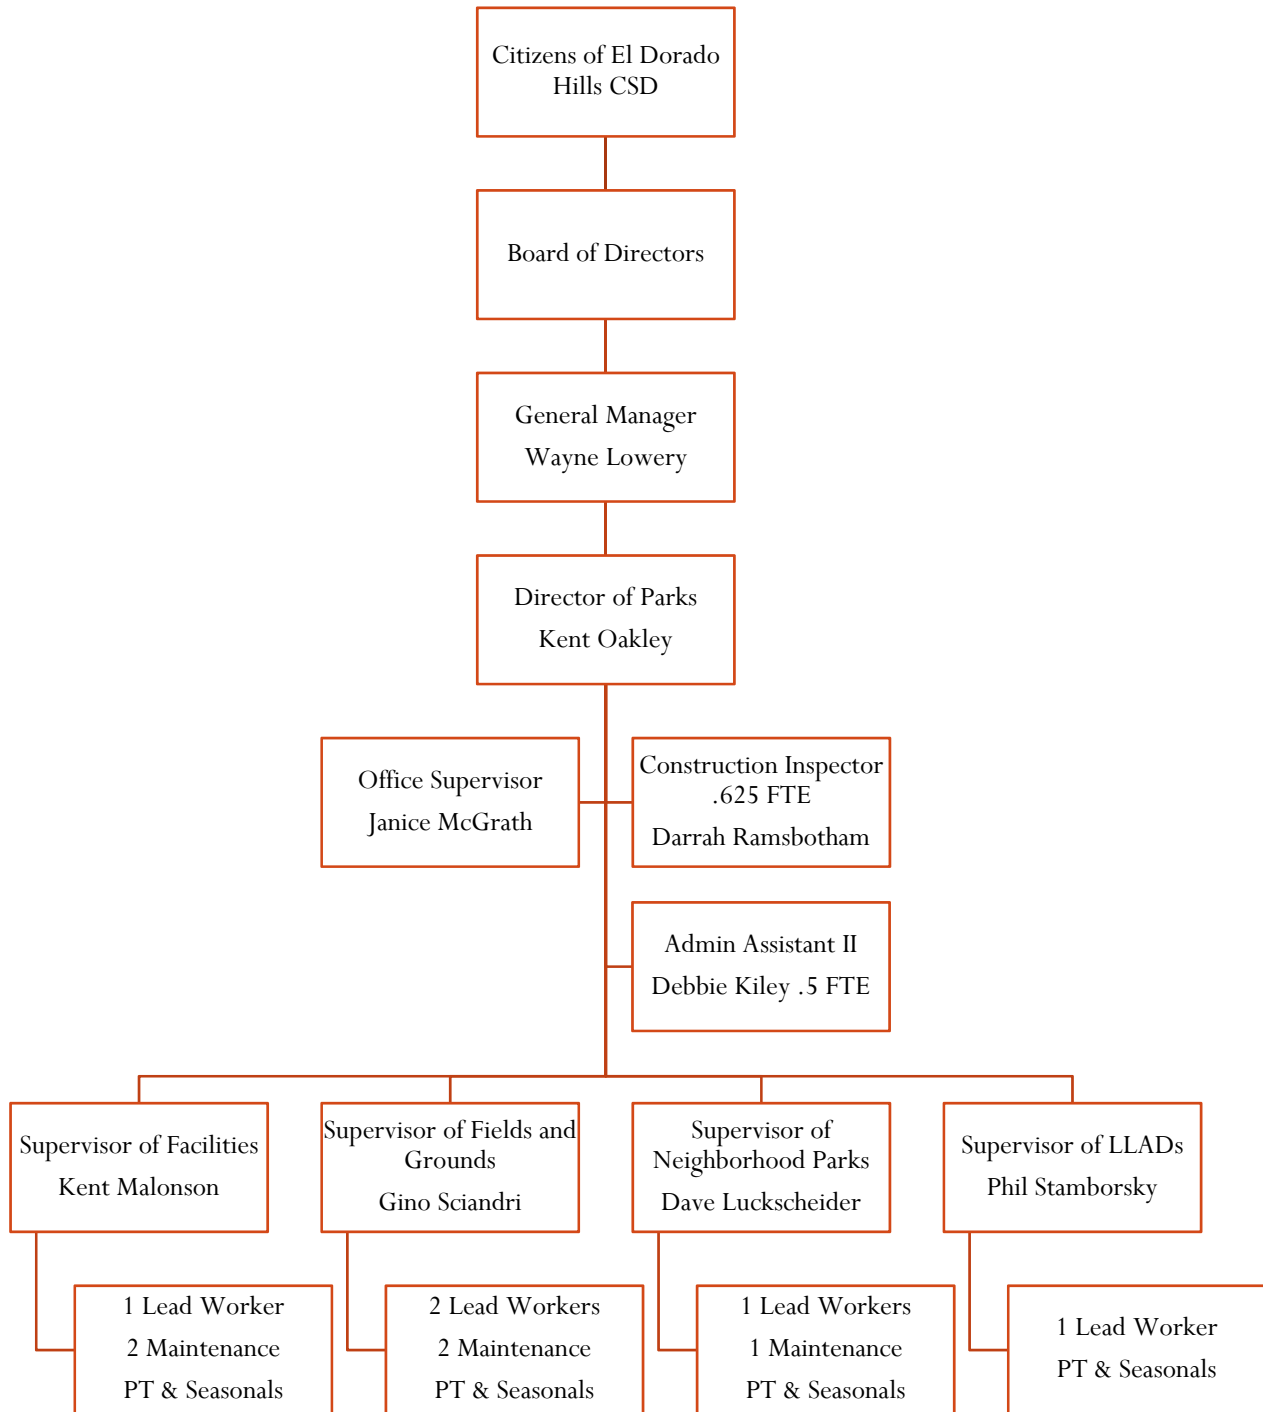 Citizens of El Dorado
Hills CSD
Board of Directors
General Manager
Wayne Lowery
Director of Parks
Kent Oakley
Office Supervisor
Janice McGrath
Construction Inspector
.625 FTE
Darrah Ramsbotham
Admin Assistant II
Debbie Kiley .5 FTE
Supervisor of Facilities
Kent Malonson
Supervisor of Fields and
Grounds
Gino Sciandri
Supervisor of
Neighborhood Parks
Dave Luckscheider
Supervisor of LLADs
Phil Stamborsky
1 Lead Worker
2 Maintenance
PT & Seasonals
2 Lead Workers
2 Maintenance
PT & Seasonals
1 Lead Workers
1 Maintenance
PT & Seasonals
1 Lead Worker
PT & Seasonals